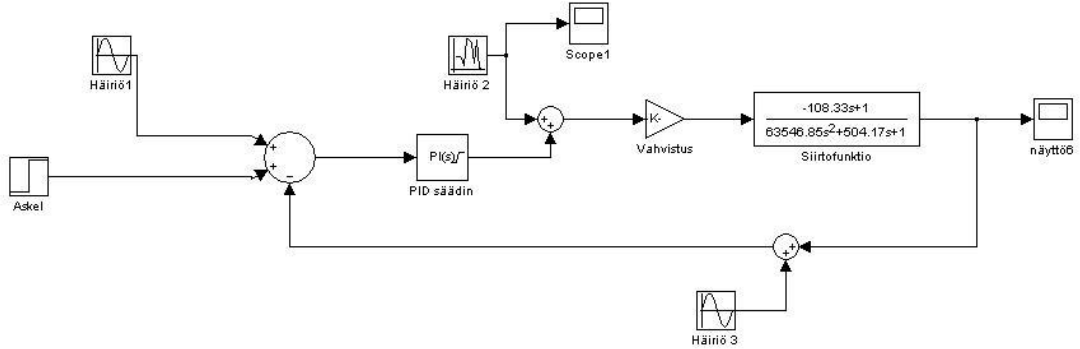 Häiriö1
Askel
+
+
−
PI(s)
PID säädin
Häiriö 2
Scope1
+
+
K-
Vahvistus
-108.33s+1
63546.85s²+504.17s+1
Siirtofunktio
näyttö6
+
+
Häiriö 3